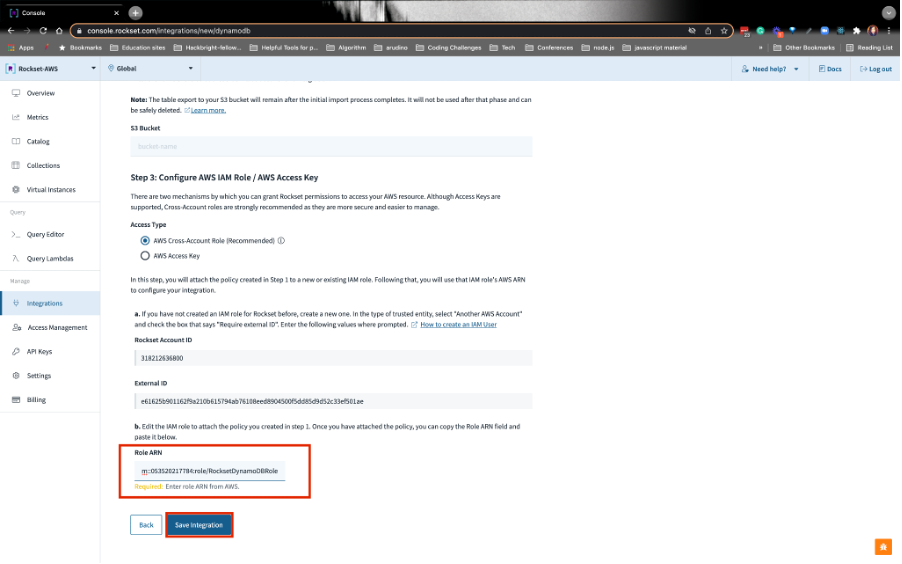 Console
console.rockset.com/integrations/new/dynamodb
23
Apps
Bookmarks
Education sites
Hackbright-fellow...
Helpful Tools for p...
Algorithm
arudino
Coding Challenges
Tech
Conferences
node.js
javascript material
»
Other Bookmarks
Reading List
Rockset-AWS
Global
Need help?
Docs
Log out
Overview
Metrics
Catalog
Collections
Virtual Instances
Query
Query Editor
Query Lambdas
Manage
Integrations
Access Management
API Keys
Settings
Billing
Note: The table export to your S3 bucket will remain after the initial import process completes. It will not be used after that phase and can
be safely deleted. Learn more.
S3 Bucket
bucket-name
Step 3: Configure AWS IAM Role / AWS Access Key
There are two mechanisms by which you can grant Rockset permissions to access your AWS resource. Although Access Keys are
supported, Cross-Account roles are strongly recommended as they are more secure and easier to manage.
Access Type
AWS Cross-Account Role (Recommended)
AWS Access Key
In this step, you will attach the policy created in Step 1 to a new or existing IAM role. Following that, you will use that IAM role's AWS ARN
to configure your integration.
a. If you have not created an IAM role for Rockset before, create a new one. In the type of trusted entity, select "Another AWS Account"
and check the box that says "Require external ID". Enter the following values where prompted. How to create an IAM User
Rockset Account ID
318212636800
External ID
e61625b901162f9a210b615794ab76108eed8904500f5dd85d9d52c33ef501ae
b. Edit the IAM role to attach the policy you created in step 1. Once you have attached the policy, you can copy the Role ARN field and
paste it below.
Role ARN
m::053528217784:role/RocksetDynamoDBRole
Required: Enter role ARN from AWS.
Back
Save Integration